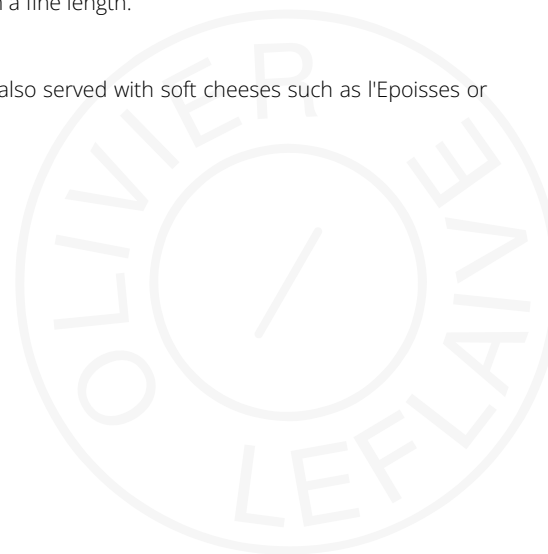 a fine length.
also served with soft cheeses such as l'Epoisses or
OLIVIER LEFLAIVE